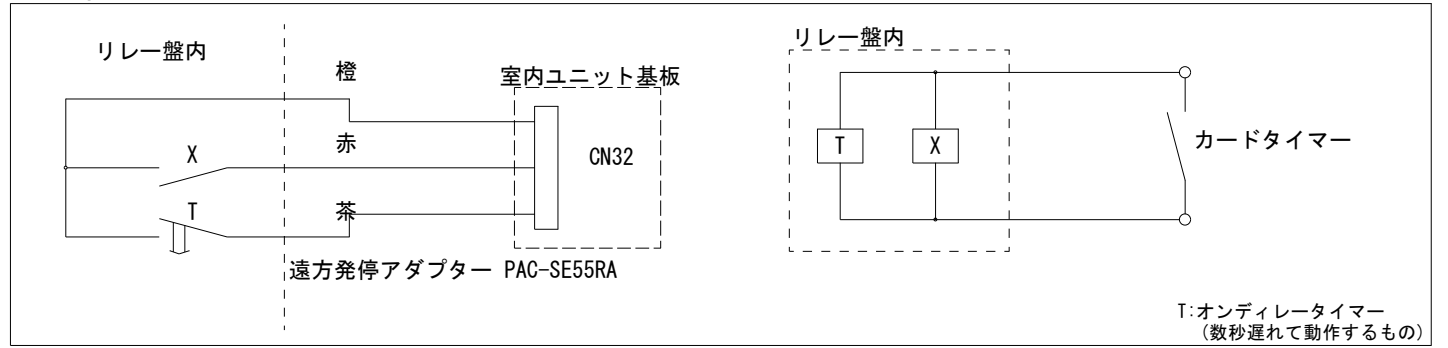 リレー盤内
橙
室内ユニット基板
赤
X
CN32
T
茶
遠方発停アダプター PAC-SE55RA
リレー盤内
T
X
カードタイマー
T:オンディレータイマー
(数秒遅れて動作するもの)